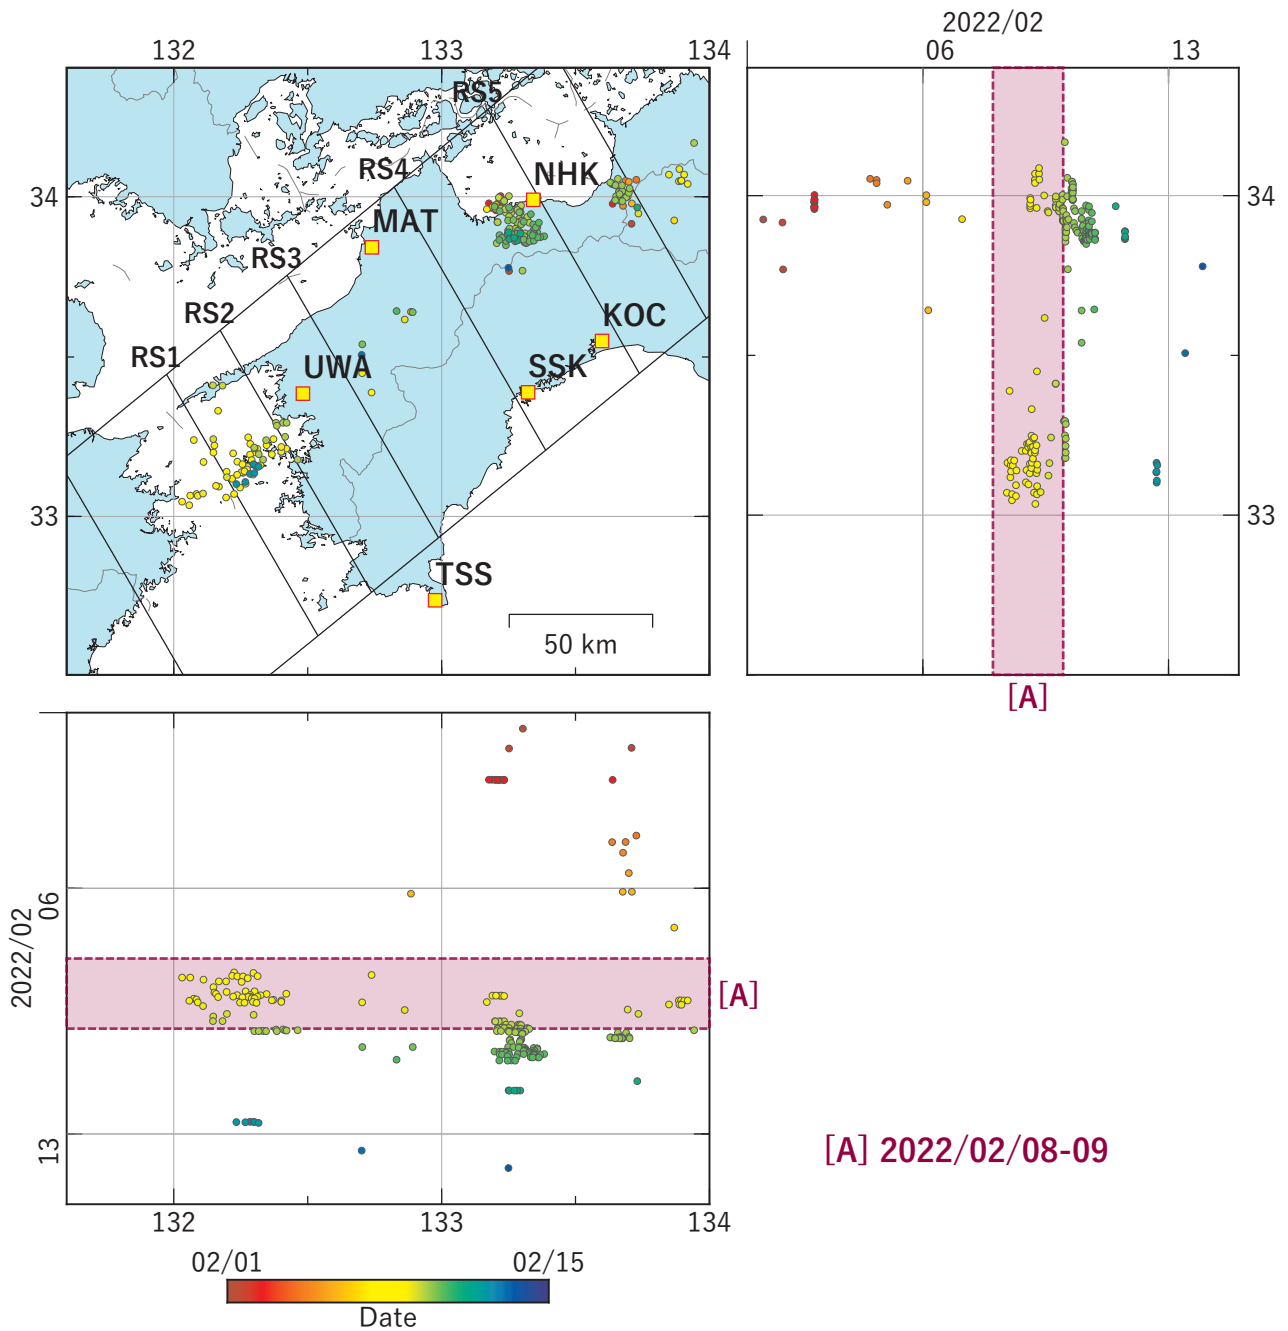 2022/02
132 133 134
06 13
RS5
RS4
NHK
34 34
MAT
RS3
RS2
KOC
RS1
UWA
SSK
33 33
TSS
50 km
[A]
2022/02
06
13
[A]
[A] 2022/02/08-09
132 133 134
02/01 02/15
Date